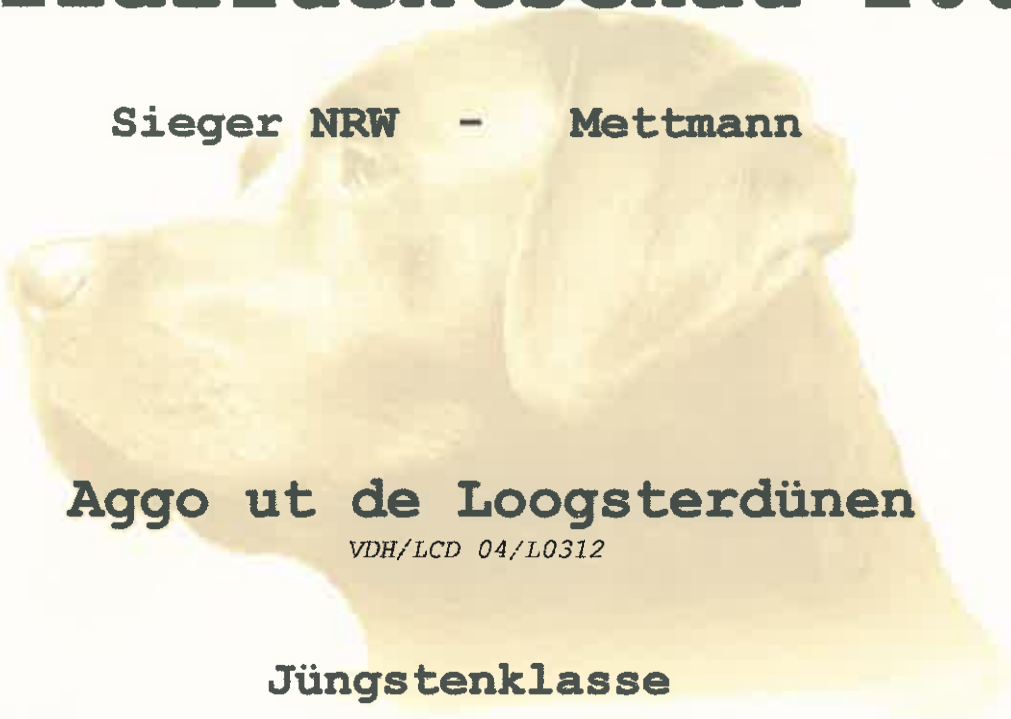 Sieger NRW - Mettmann
Aggo ut de Loogsterdünen
VDH/LCD 04/L0312
Jüngstenklasse